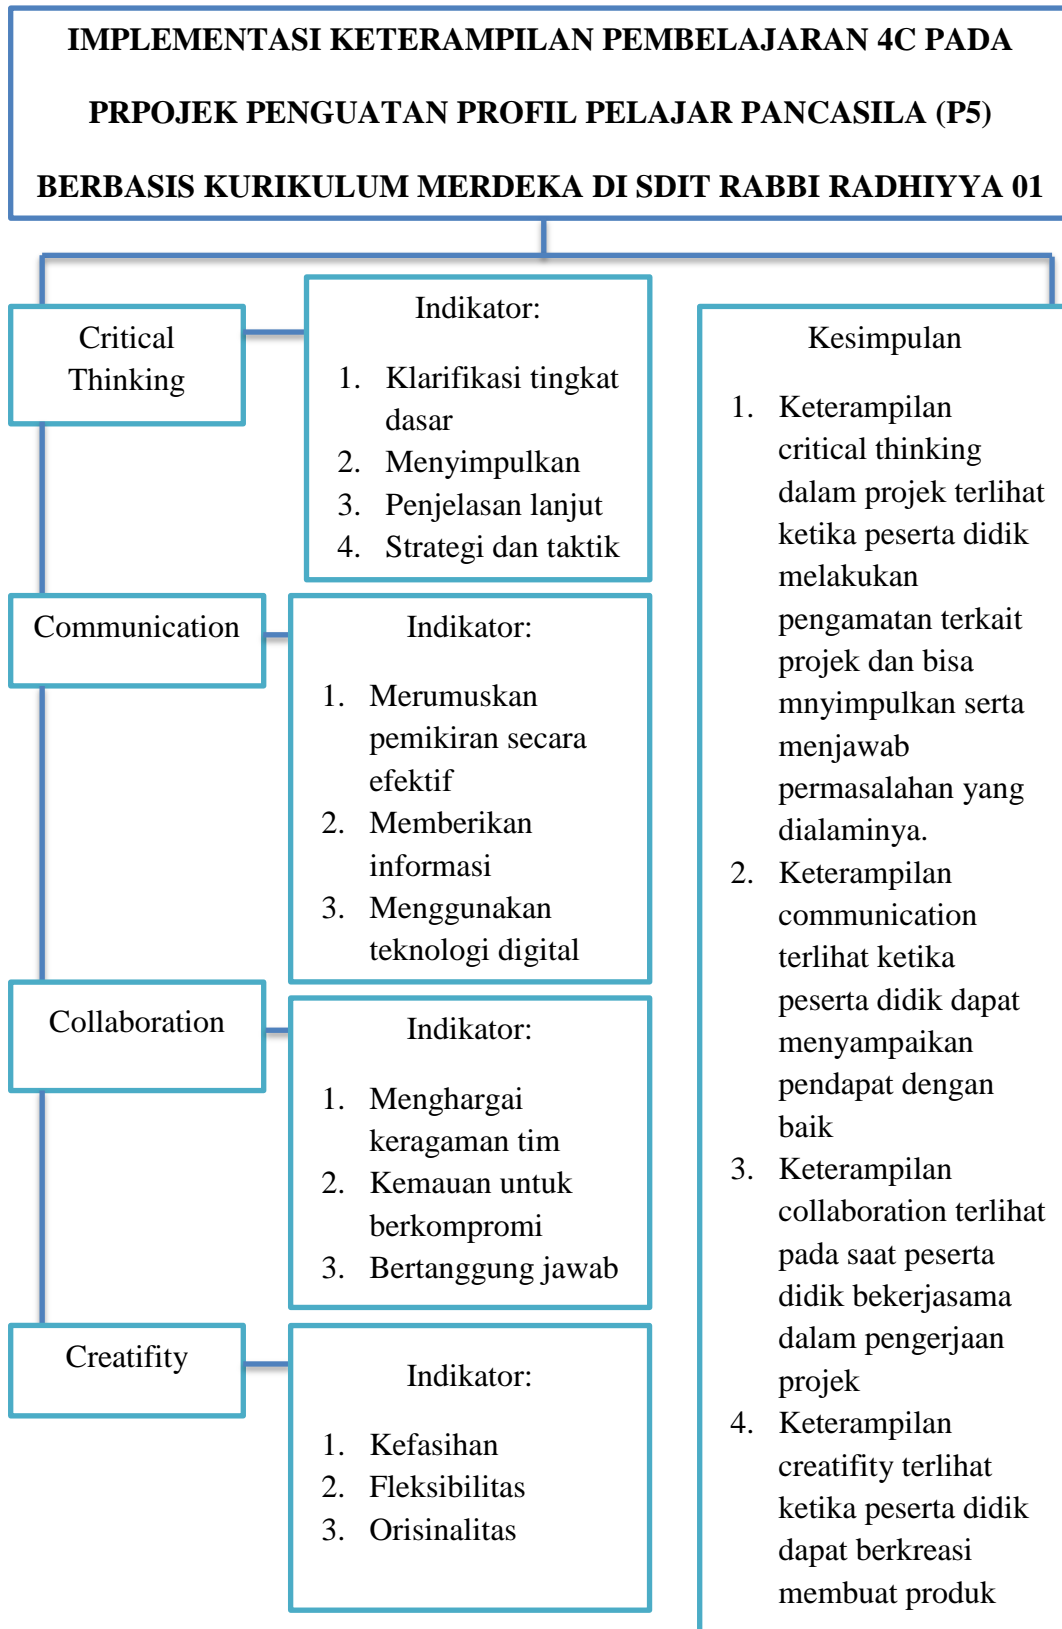 IMPLEMENTASI KETERAMPILAN PEMBELAJARAN 4C PADA
PRPOJEK PENGUATAN PROFIL PELAJAR PANCASILA (P5)
BERBASIS KURIKULUM MERDEKA DI SDIT RABBI RADHIYYA 01
Critical
Thinking
Indikator:
1. Klarifikasi tingkat
dasar
2. Menyimpulkan
3. Penjelasan lanjut
4. Strategi dan taktik
Communication
Indikator:
1. Merumuskan
pemikiran secara
efektif
2. Memberikan
informasi
3. Menggunakan
teknologi digital
Collaboration
Indikator:
1. Menghargai
keragaman tim
2. Kemauan untuk
berkompromi
3. Bertanggung jawab
Creatifity
Indikator:
1. Kefasihan
2. Fleksibilitas
3. Orisinalitas
Kesimpulan
1. Keterampilan
critical thinking
dalam projek terlihat
ketika peserta didik
melakukan
pengamatan terkait
projek dan bisa
mnyimpulkan serta
menjawab
permasalahan yang
dialaminya.
2. Keterampilan
communication
terlihat ketika
peserta didik dapat
menyampaikan
pendapat dengan
baik
3. Keterampilan
collaboration terlihat
pada saat peserta
didik bekerjasama
dalam pengerjaan
projek
4. Keterampilan
creatifity terlihat
ketika peserta didik
dapat berkreasi
membuat produk